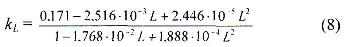 k_L = \frac{0.171 - 2.516·10^{-3} L + 2.446·10^{-5} L^2}{1 - 1.768·10^{-2} L + 1.888·10^{-4} L^2} (8)